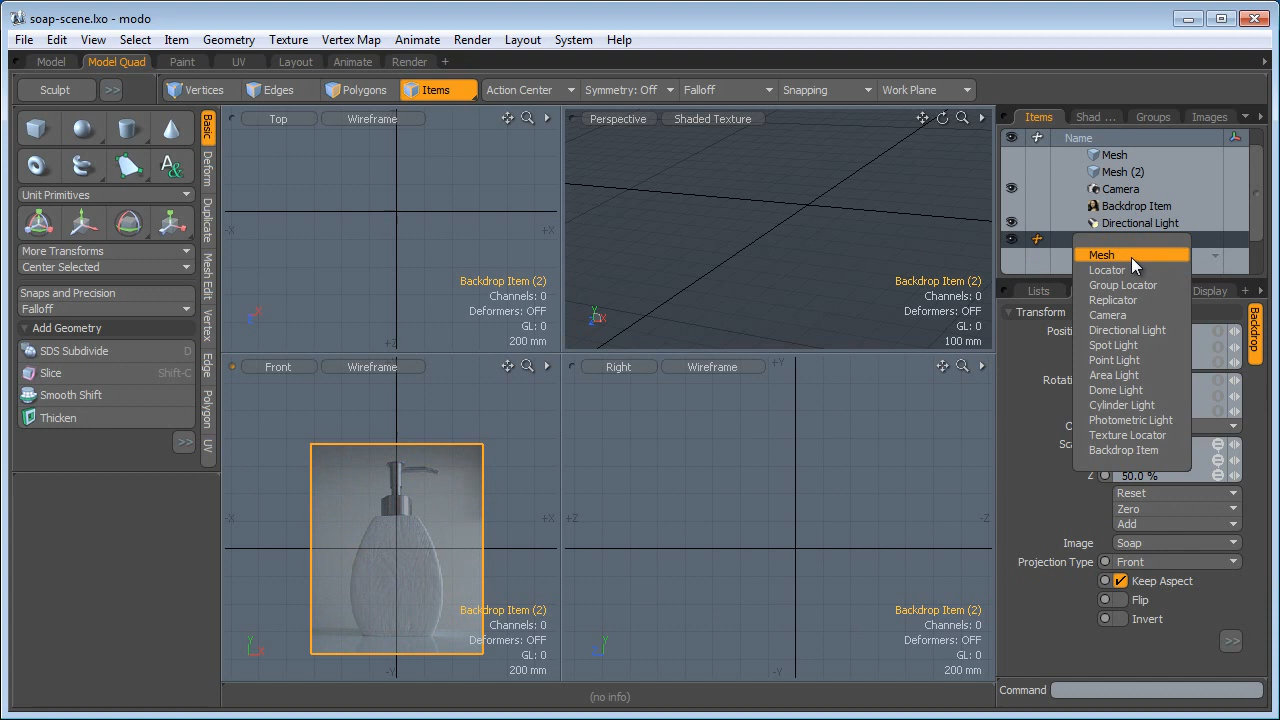 soap-scene.lxo - modo
File Edit View Select Item Geometry Texture Vertex Map Animate Render Layout System Help
Model Model Quad Paint UV Layout Animate Render +
Sculpt >> Vertices Edges Polygons Items Action Center Symmetry: Off Falloff Snapping Work Plane
Basic
Deform
Duplicate
Mesh Edit
Vertex
Edge
Polygon
UV
Unit Primitives
More Transforms
Center Selected
Snaps and Precision
Falloff
Add Geometry
SDS Subdivide D
Slice Shift-C
Smooth Shift
Thicken
>>
Top Wireframe
-X +X
+Z
X
Backdrop Item (2)
Channels: 0
Deformers: OFF
GL: 0
200 mm
Perspective Shaded Texture
Y
X
Backdrop Item (2)
Channels: 0
Deformers: OFF
GL: 0
100 mm
Front Wireframe
-X +X
-Y
Y
X
Backdrop Item (2)
Channels: 0
Deformers: OFF
GL: 0
200 mm
Right Wireframe
+Y
+Z -Z
-Y
Y
Backdrop Item (2)
Channels: 0
Deformers: OFF
GL: 0
200 mm
(no info)
Items Shad ... Groups Images
Name
Mesh
Mesh (2)
Camera
Backdrop Item
Directional Light
Mesh
Locator
Group Locator
Replicator
Camera
Directional Light
Spot Light
Point Light
Area Light
Dome Light
Cylinder Light
Photometric Light
Texture Locator
Backdrop Item
Lists Display +
Transform
Backdrop
Z 50.0 %
Reset
Zero
Add
Image Soap
Projection Type Front
Keep Aspect
Flip
Invert
>>
Command